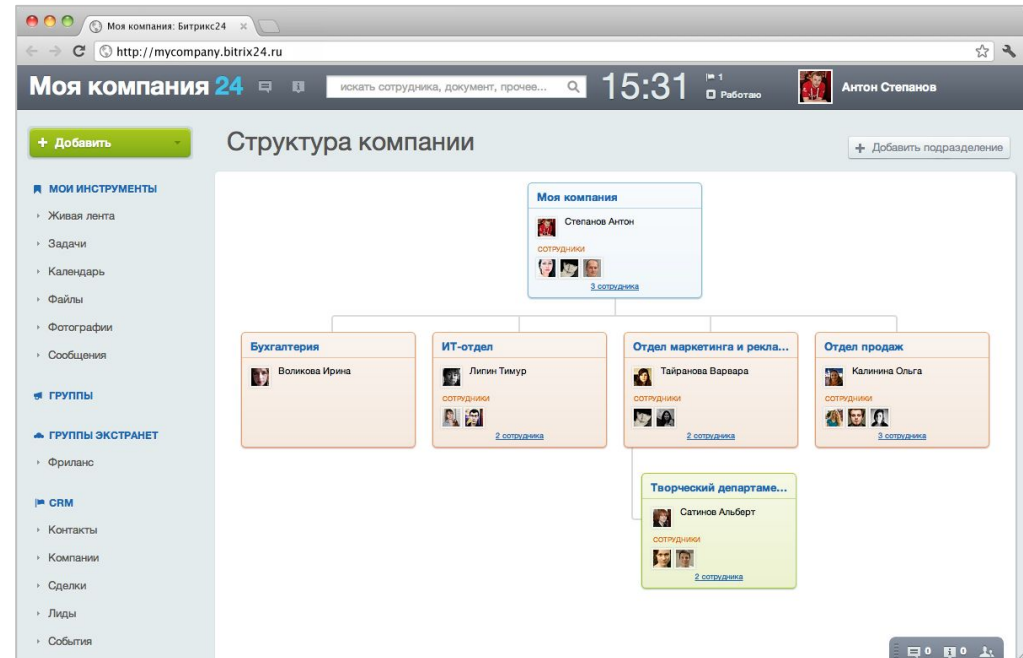 Моя компания: Битрикс24
http://mycompany.bitrix24.ru
Моя компания 24
искать сотрудника, документ, прочее...
15:31
1
Работаю
Антон Степанов
+ Добавить
Структура компании
+ Добавить подразделение
МОИ ИНСТРУМЕНТЫ
Живая лента
Задачи
Календарь
Файлы
Фотографии
Сообщения
ГРУППЫ
ГРУППЫ ЭКСТРАНЕТ
Фриланс
CRM
Контакты
Компании
Сделки
Лиды
События
Моя компания
Степанов Антон
СОТРУДНИКИ
3 сотрудника
Бухгалтерия
Воликова Ирина
ИТ-отдел
Липин Тимур
СОТРУДНИКИ
2 сотрудника
Отдел маркетинга и рекла...
Тайранова Варвара
СОТРУДНИКИ
2 сотрудника
Отдел продаж
Калинина Ольга
СОТРУДНИКИ
3 сотрудника
Творческий департаме...
Сатинов Альберт
СОТРУДНИКИ
2 сотрудника
0 0